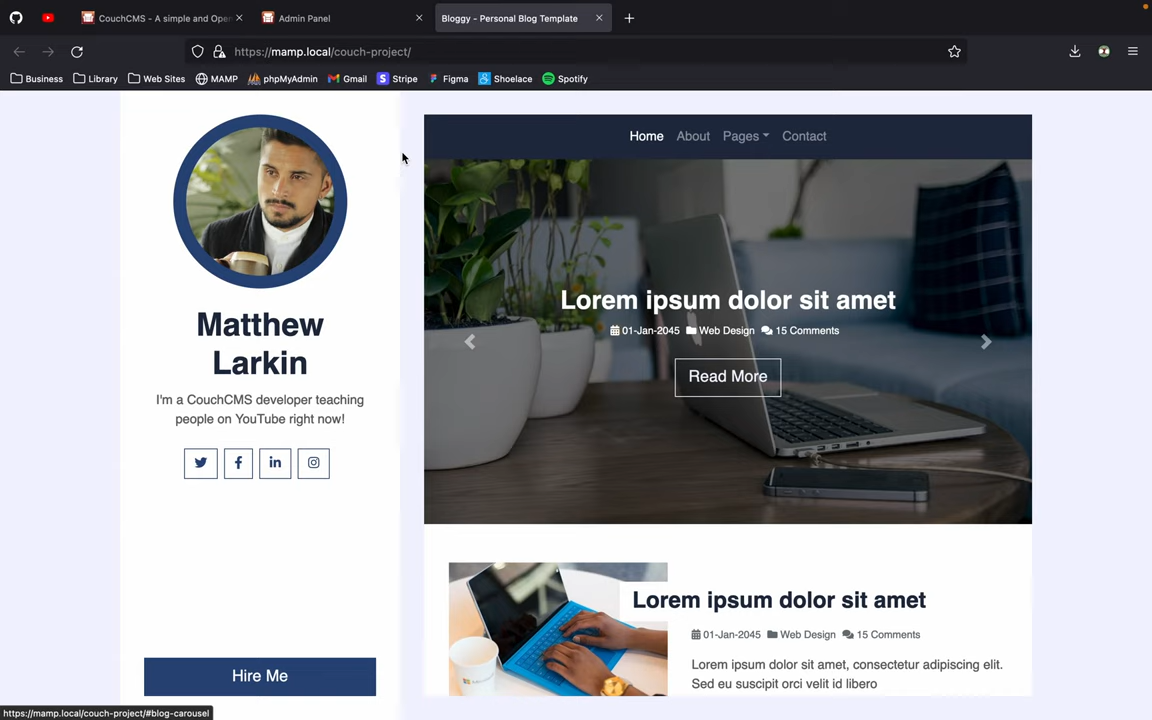 CouchCMS - A simple and Open
Admin Panel
Bloggy - Personal Blog Template
https://mamp.local/couch-project/
Business
Library
Web Sites
MAMP
phpMyAdmin
Gmail
Stripe
Figma
Shoelace
Spotify
Matthew
Larkin
I'm a CouchCMS developer teaching
people on YouTube right now!
Hire Me
Home About Pages Contact
Lorem ipsum dolor sit amet
01-Jan-2045 Web Design 15 Comments
Read More
Lorem ipsum dolor sit amet
01-Jan-2045 Web Design 15 Comments
Lorem ipsum dolor sit amet, consectetur adipiscing elit.
Sed eu suscipit orci velit id libero
https://mamp.local/couch-project/#blog-carousel